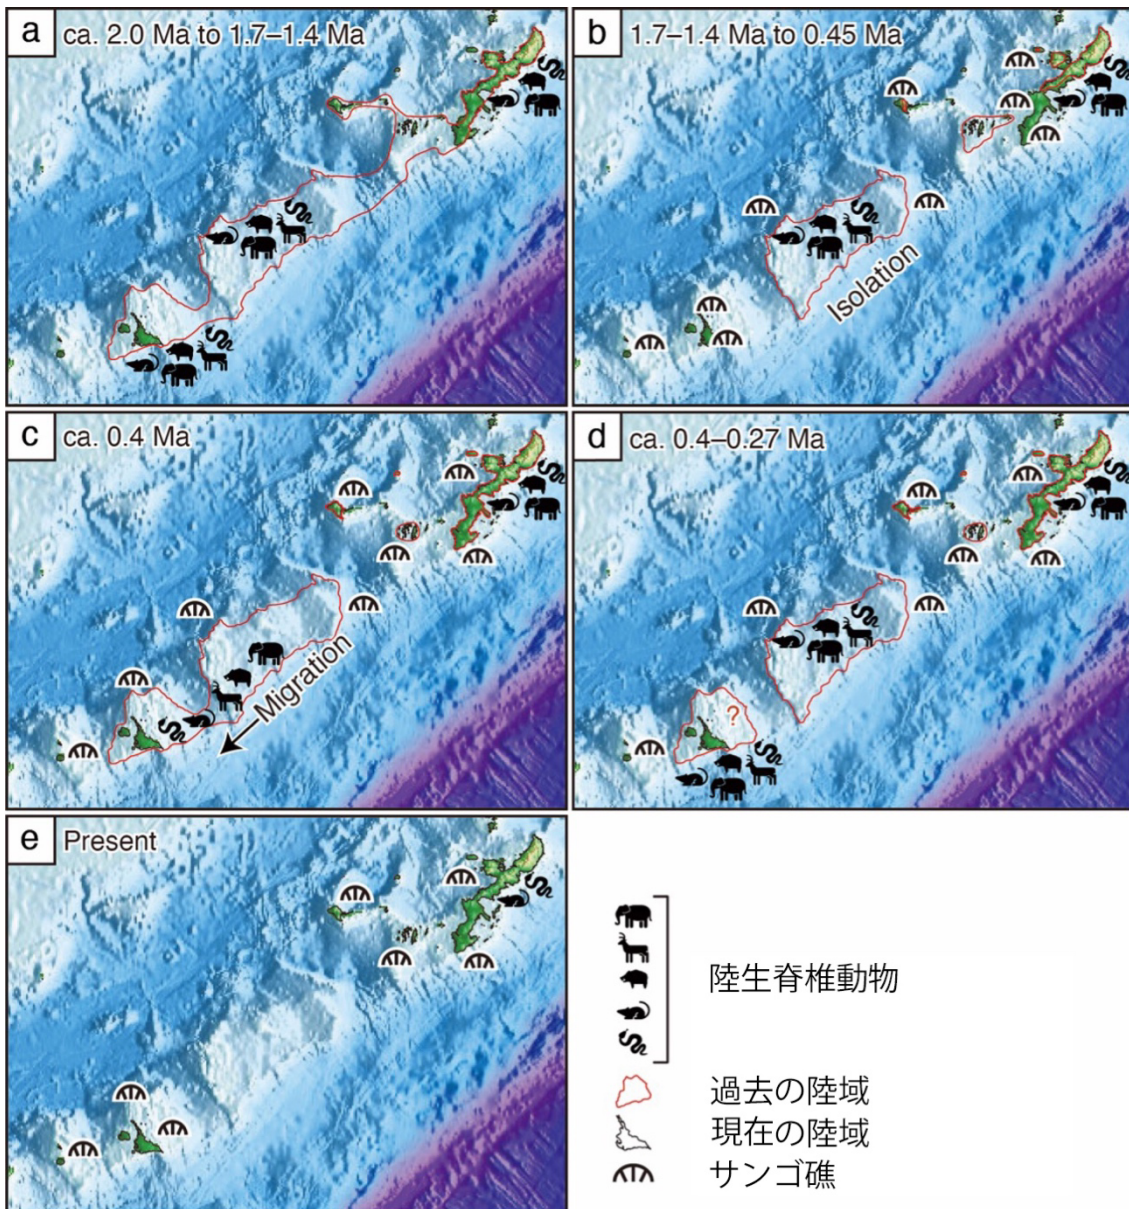 a ca. 2.0 Ma to 1.7–1.4 Ma
b 1.7–1.4 Ma to 0.45 Ma
Isolation
c ca. 0.4 Ma
Migration
d ca. 0.4–0.27 Ma
?
e Present
陸生脊椎動物
過去の陸域
現在の陸域
サンゴ礁